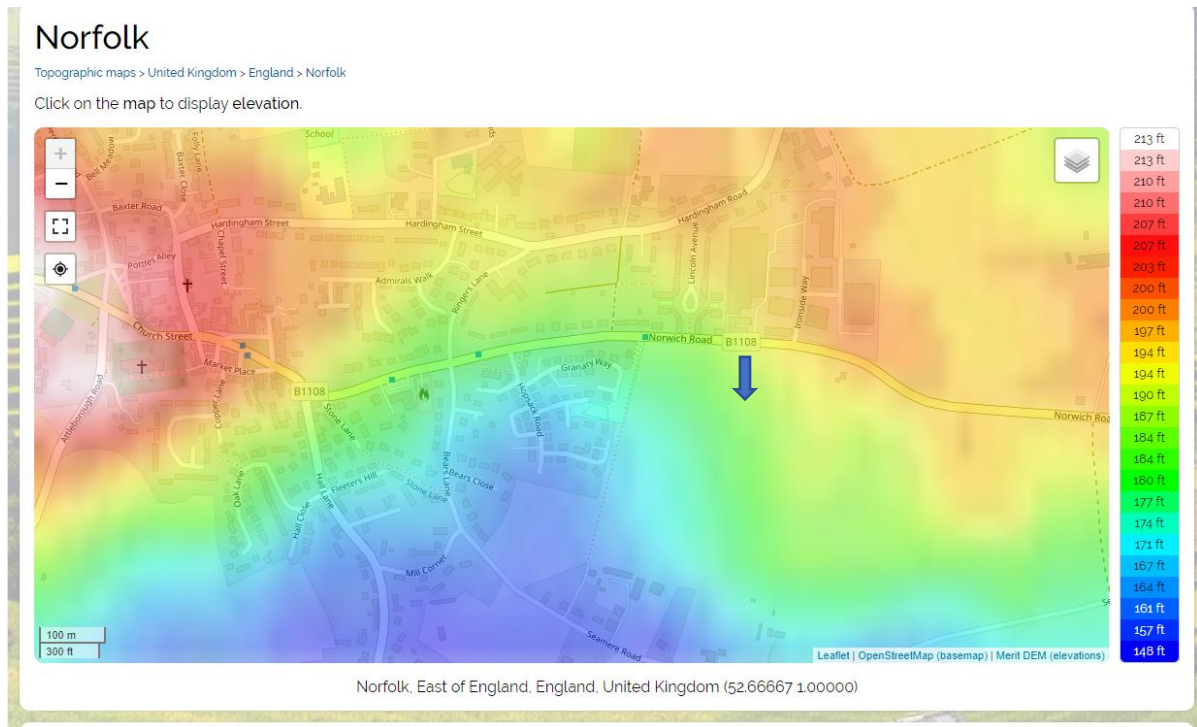 Norfolk
Topographic maps > United Kingdom > England > Norfolk
Click on the map to display elevation.
School
Folly Lane
Bell Meadow
Baxter Close
Baxter Road
Hardingham Street
Hardingham Street
Hardingham Road
Chapel Street
Pottle's Alley
Admirals Walk
Ringers Lane
Lincoln Avenue
Ironside Way
Church Street
Norwich Road
B1108
Market Place
Granary Way
B1108
Hopsack Road
Copper Lane
Attleborough Road
Stone Lane
Norwich Roa
Oak Lane
Hall Lane
Fleeters Hill
Stone Lane
Bears Lane
Bears Close
Hall Close
Mill Corner
Seamere Road
Se
+
−
100 m
300 ft
Leaflet | OpenStreetMap (basemap) | Merit DEM (elevations)
213 ft
213 ft
210 ft
210 ft
207 ft
207 ft
203 ft
200 ft
200 ft
197 ft
194 ft
194 ft
190 ft
187 ft
184 ft
184 ft
180 ft
177 ft
174 ft
171 ft
167 ft
164 ft
161 ft
157 ft
148 ft
Norfolk, East of England, England, United Kingdom (52.66667 1.00000)